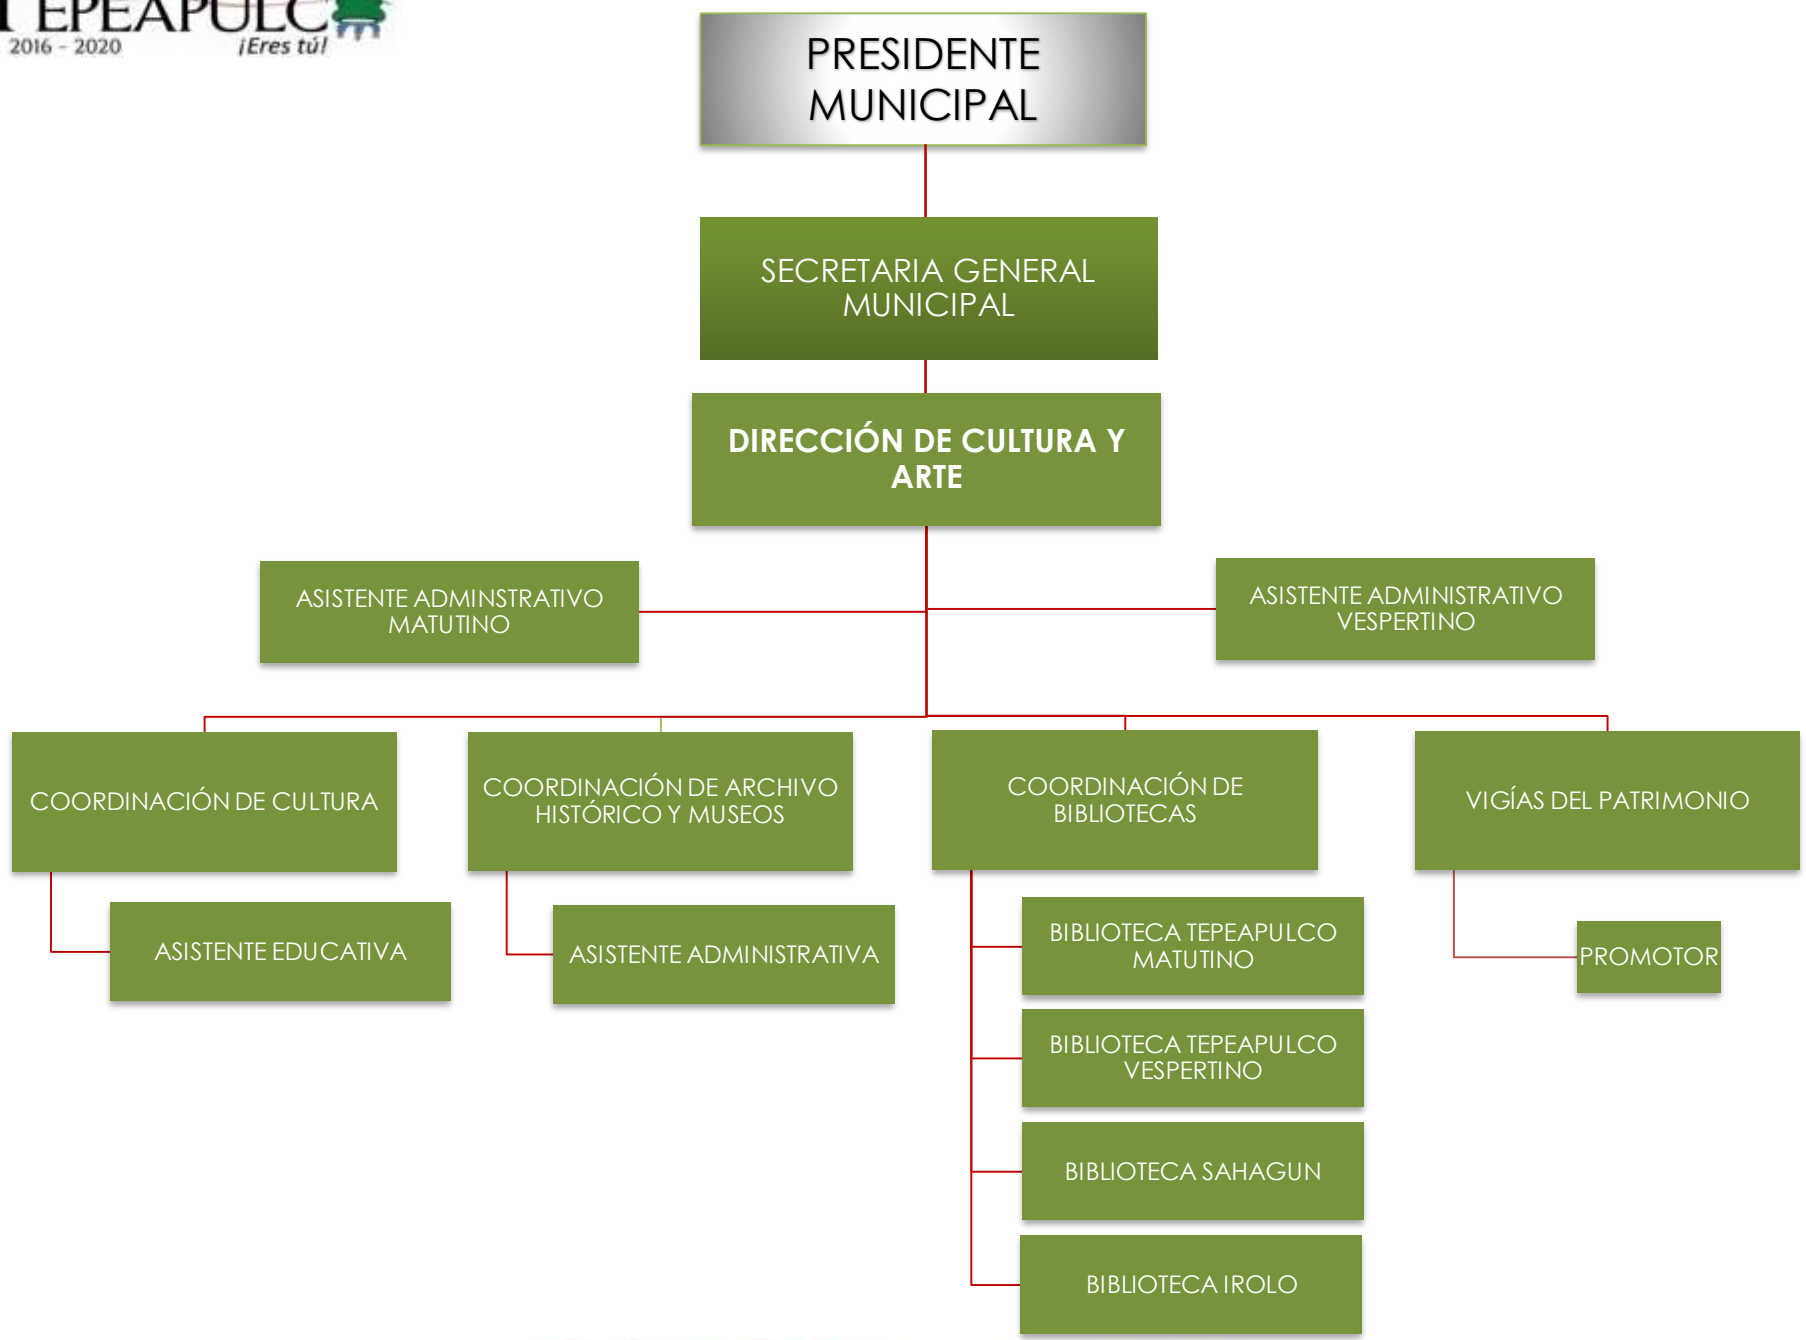 TEPEAPULCO
2016 - 2020 ¡Eres tú!
PRESIDENTE
MUNICIPAL
SECRETARIA GENERAL
MUNICIPAL
DIRECCIÓN DE CULTURA Y
ARTE
ASISTENTE ADMINSTRATIVO
MATUTINO
ASISTENTE ADMINISTRATIVO
VESPERTINO
COORDINACIÓN DE CULTURA
COORDINACIÓN DE ARCHIVO
HISTÓRICO Y MUSEOS
COORDINACIÓN DE
BIBLIOTECAS
VIGÍAS DEL PATRIMONIO
ASISTENTE EDUCATIVA
ASISTENTE ADMINISTRATIVA
BIBLIOTECA TEPEAPULCO
MATUTINO
PROMOTOR
BIBLIOTECA TEPEAPULCO
VESPERTINO
BIBLIOTECA SAHAGUN
BIBLIOTECA IROLO